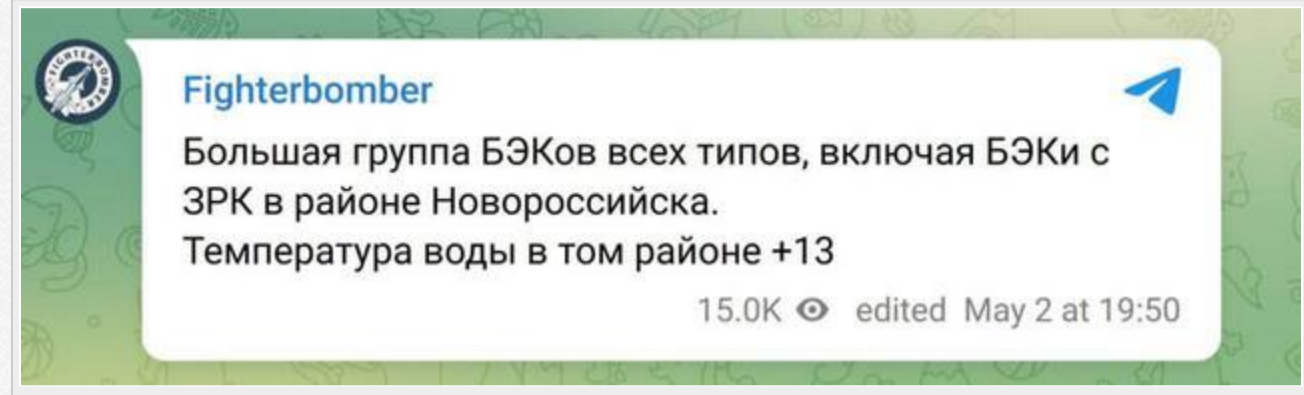 FIGHTERBOMBER
Fighterbomber
Большая группа БЭКов всех типов, включая БЭКи с
ЗРК в районе Новороссийска.
Температура воды в том районе +13
15.0K edited May 2 at 19:50